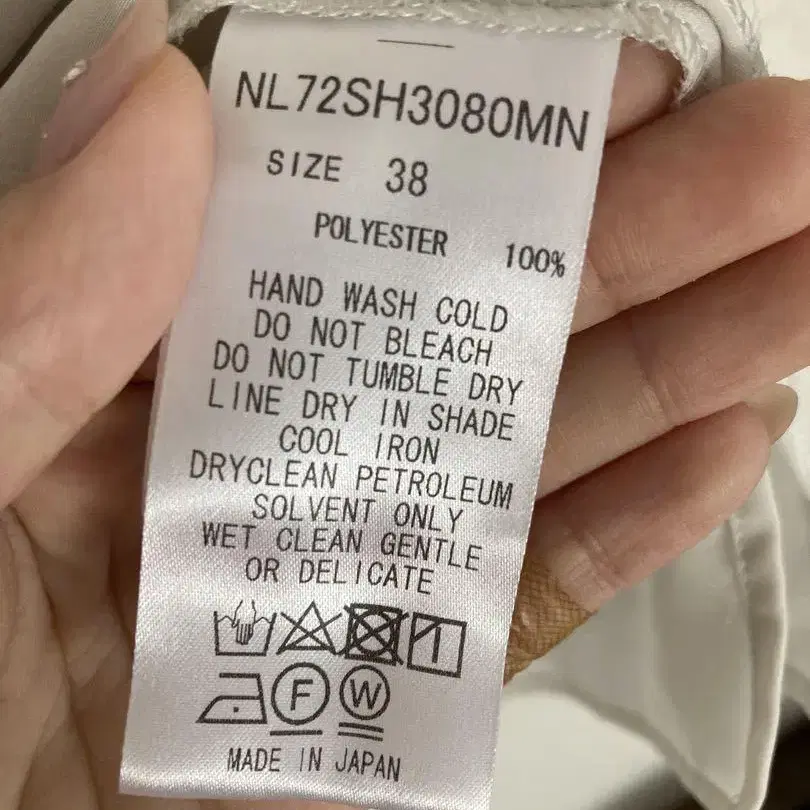 NL72SH3080MN
SIZE 38
POLYESTER 100%
HAND WASH COLD
DO NOT BLEACH
DO NOT TUMBLE DRY
LINE DRY IN SHADE
COOL IRON
DRYCLEAN PETROLEUM
SOLVENT ONLY
WET CLEAN GENTLE
OR DELICATE
F W
MADE IN JAPAN